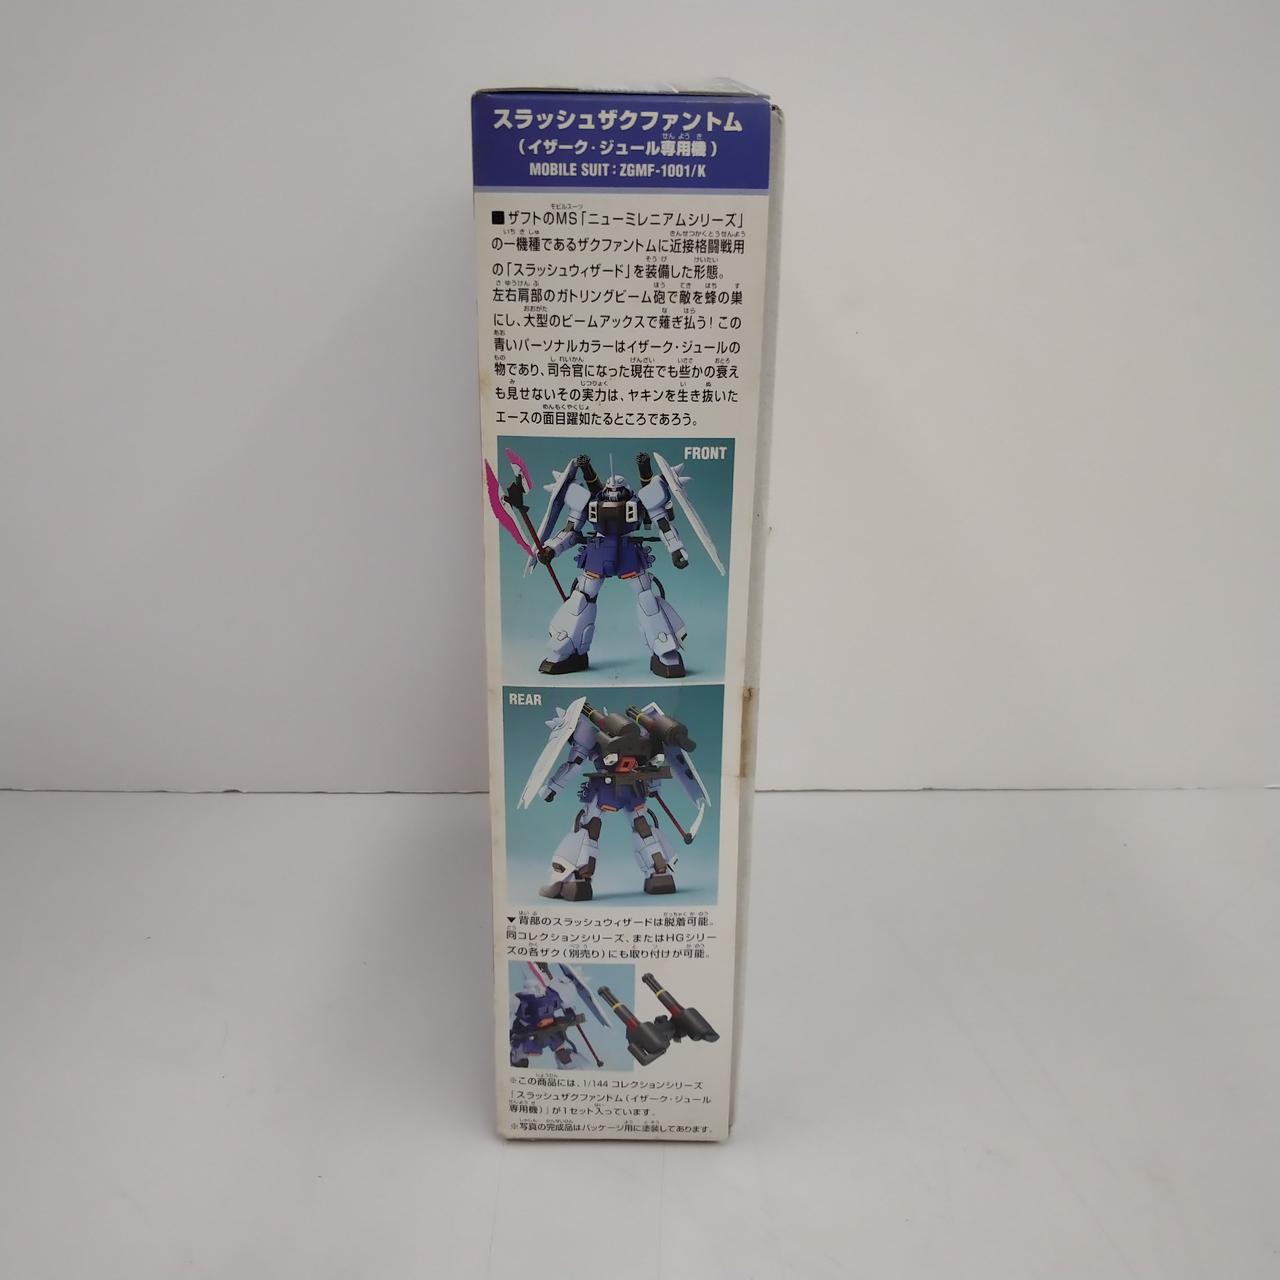 スラッシュザクファントム
(イザーク・ジュール専用機)
MOBILE SUIT : ZGMF-1001/K
■ザフトのMS「ニューミレニアムシリーズ」
の一機種であるザクファントムに近接格闘戦用
の「スラッシュウィザード」を装備した形態。
左右肩部のガトリングビーム砲で敵を蜂の巣
にし、大型のビームアックスで薙ぎ払う!この
青いパーソナルカラーはイザーク・ジュールの
物であり、司令官になった現在でも些かの衰え
も見せないその実力は、ヤキンを生き抜いた
エースの面目躍如たるところであろう。
FRONT
REAR
▼背部のスラッシュウィザードは脱着可能。
同コレクションシリーズ、またはHGシリー
ズの各ザク(別売り)にも取り付けが可能。
※この商品には、1/144 コレクションシリーズ
「スラッシュザクファントム(イザーク・ジュール
専用機)」が1セット入っています。
※写真の完成品はパッケージ用に塗装してあります。